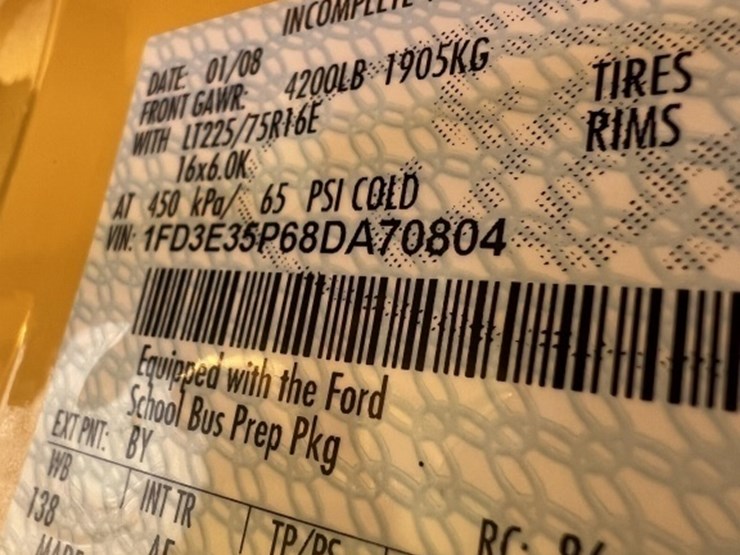 INCOMPLETE
DATE: 01/08
FRONT GAWR: 4200LB 1905KG
TIRES
WITH LT225/75R16E
RIMS
16x6.0K
AT 450 kPa/ 65 PSI COLD
VIN: 1FD3E35P68DA70804
Equipped with the Ford
School Bus Prep Pkg
EXT PNT: BY
WB
INT TR
TP/PS
RC:
138